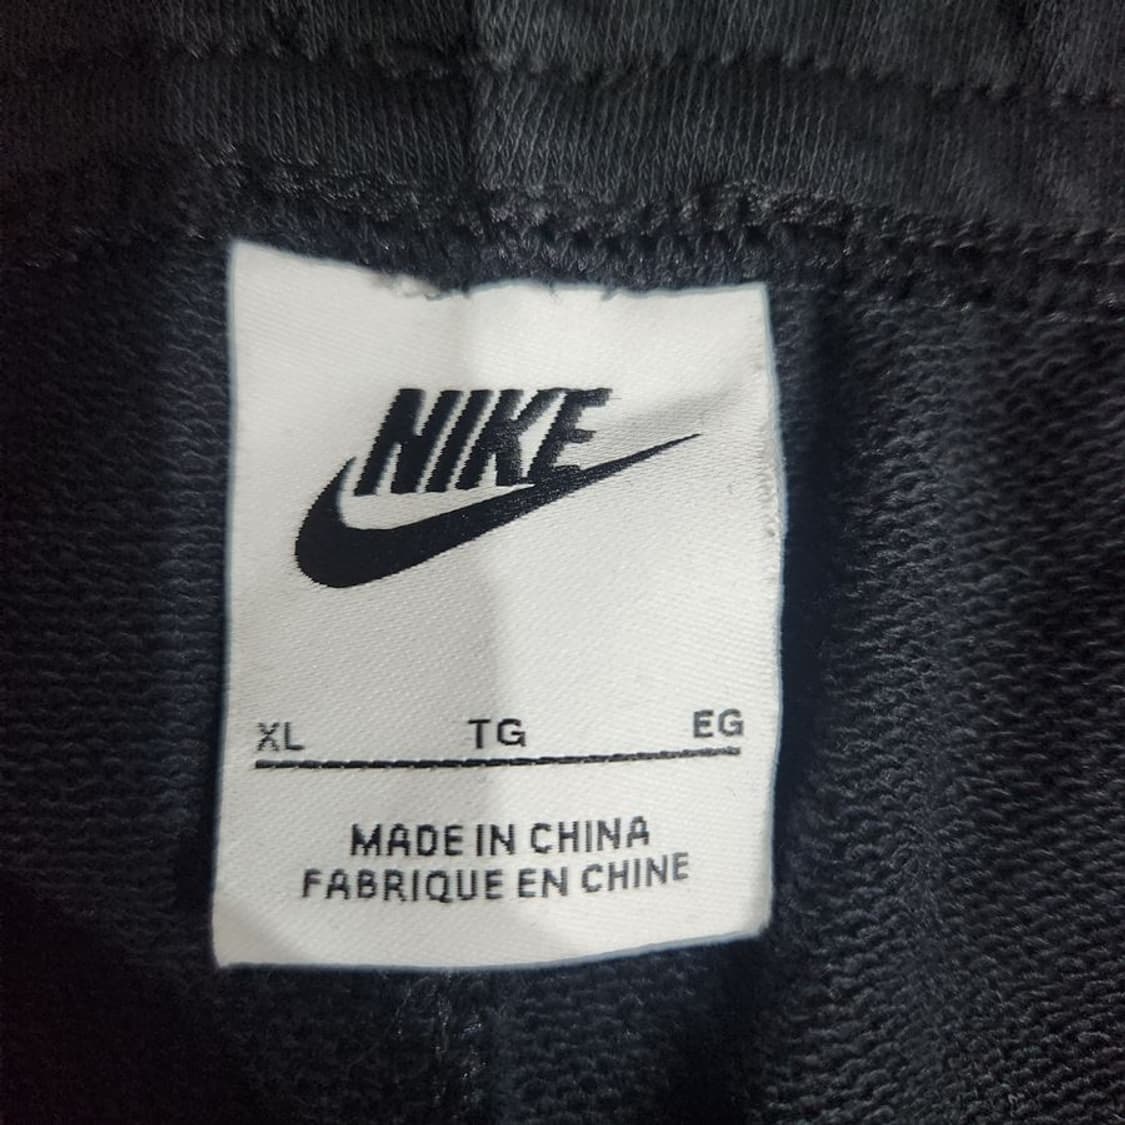 NIKE
XL TG EG
MADE IN CHINA
FABRIQUE EN CHINE